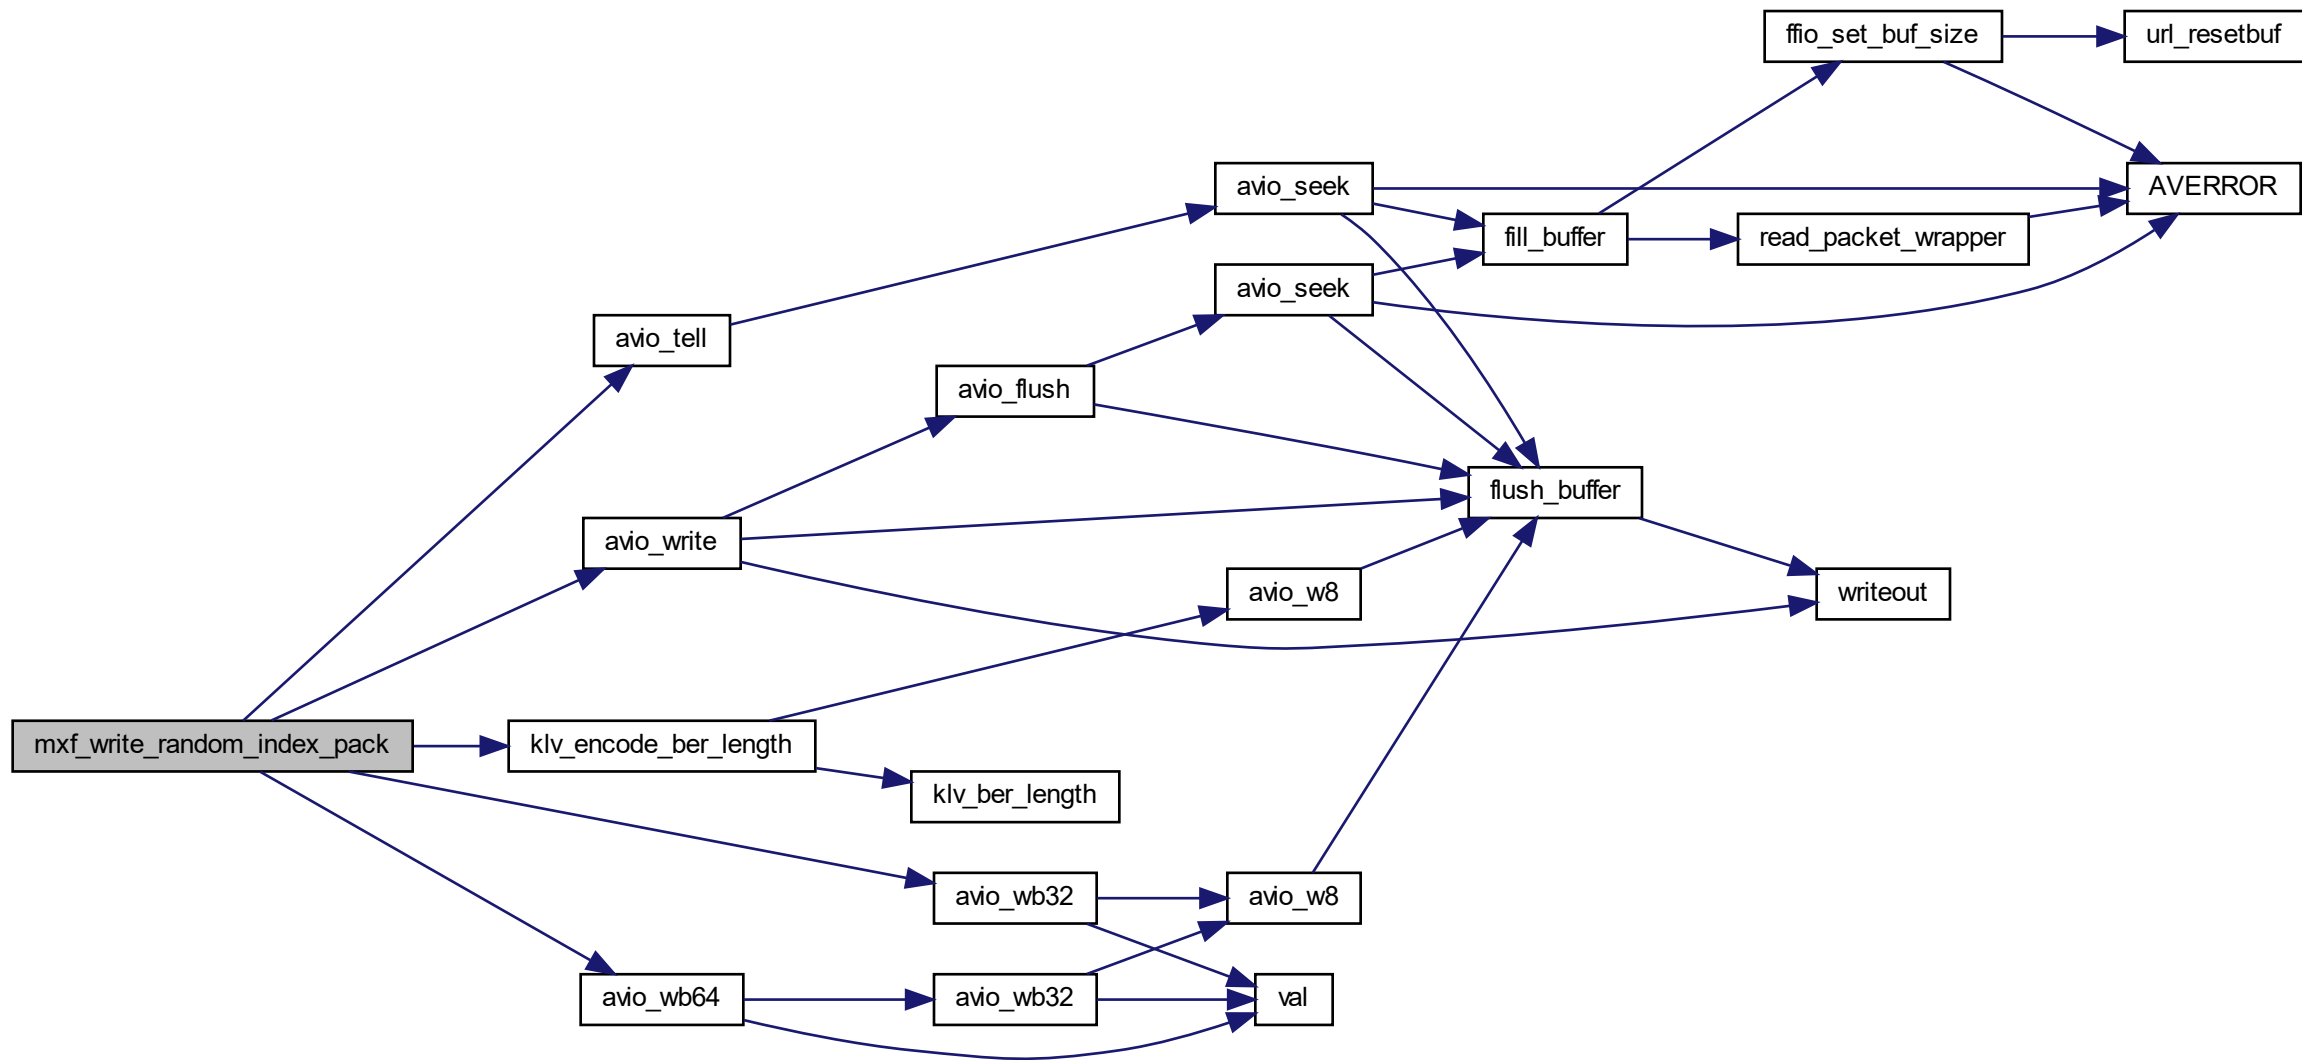 ffio_set_buf_size
url_resetbuf
avio_seek
AVERROR
fill_buffer
read_packet_wrapper
avio_seek
avio_tell
avio_flush
flush_buffer
avio_write
avio_w8
writeout
mxf_write_random_index_pack
klv_encode_ber_length
klv_ber_length
avio_wb32
avio_w8
avio_wb64
avio_wb32
val